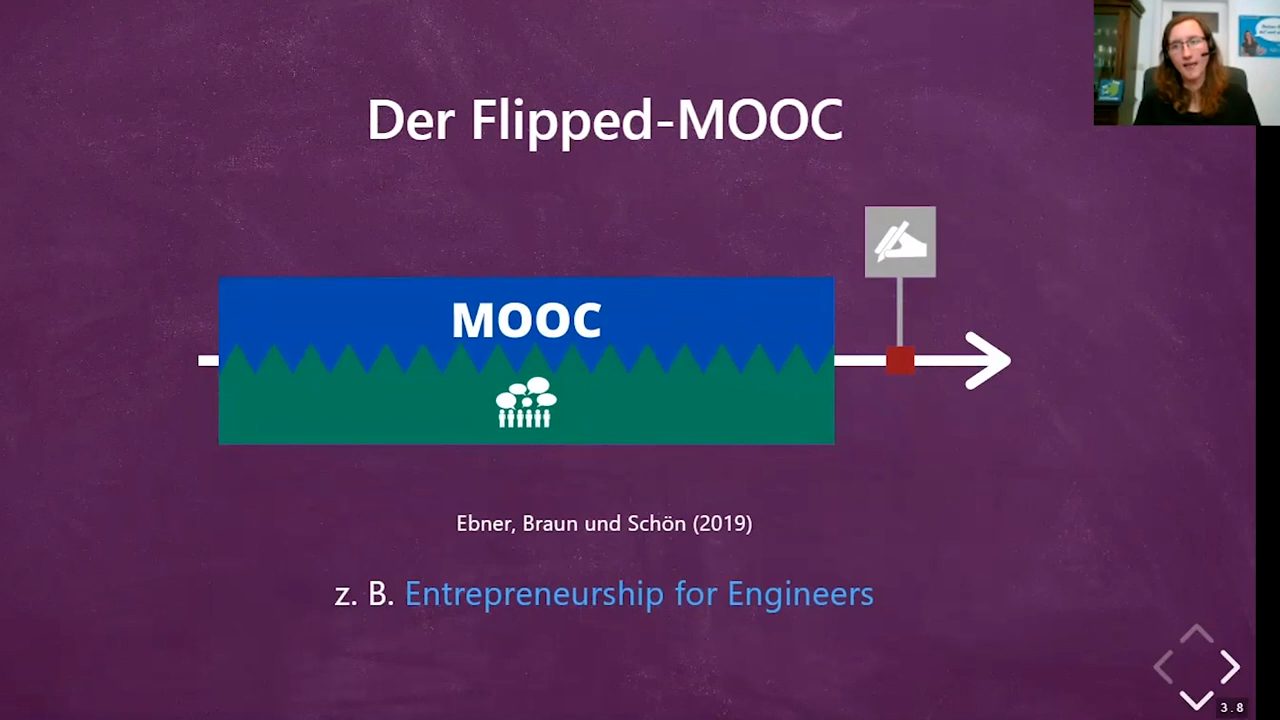 Der Flipped-MOOC
MOOC
Ebner, Braun und Schön (2019)
z. B. Entrepreneurship for Engineers
3.8